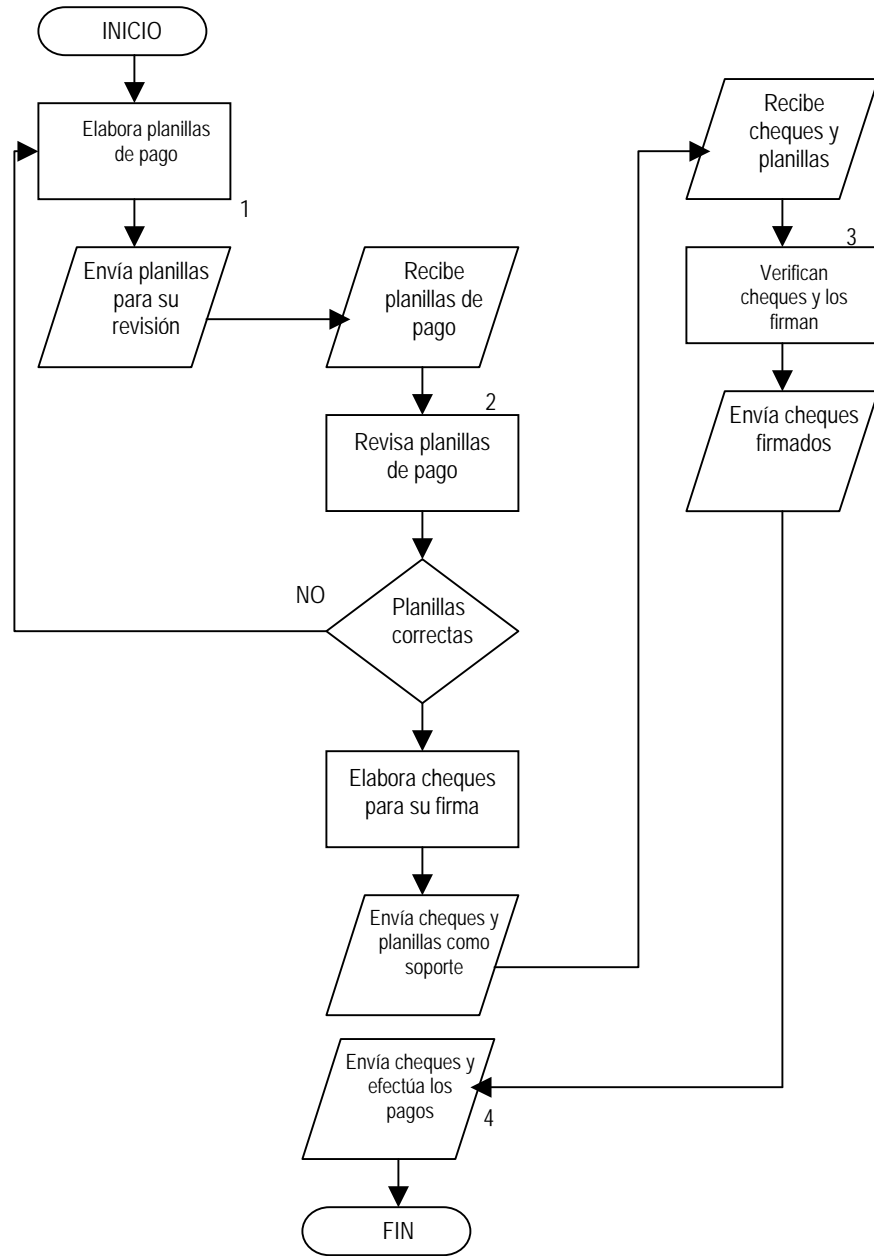 INICIO
Elabora planillas
de pago
1
Envía planillas
para su
revisión
Recibe
planillas de
pago
2
Revisa planillas
de pago
NO
Planillas
correctas
Elabora cheques
para su firma
Envía cheques y
planillas como
soporte
Recibe
cheques y
planillas
3
Verifican
cheques y los
firman
Envía cheques
firmados
Envía cheques y
efectúa los
pagos
4
FIN